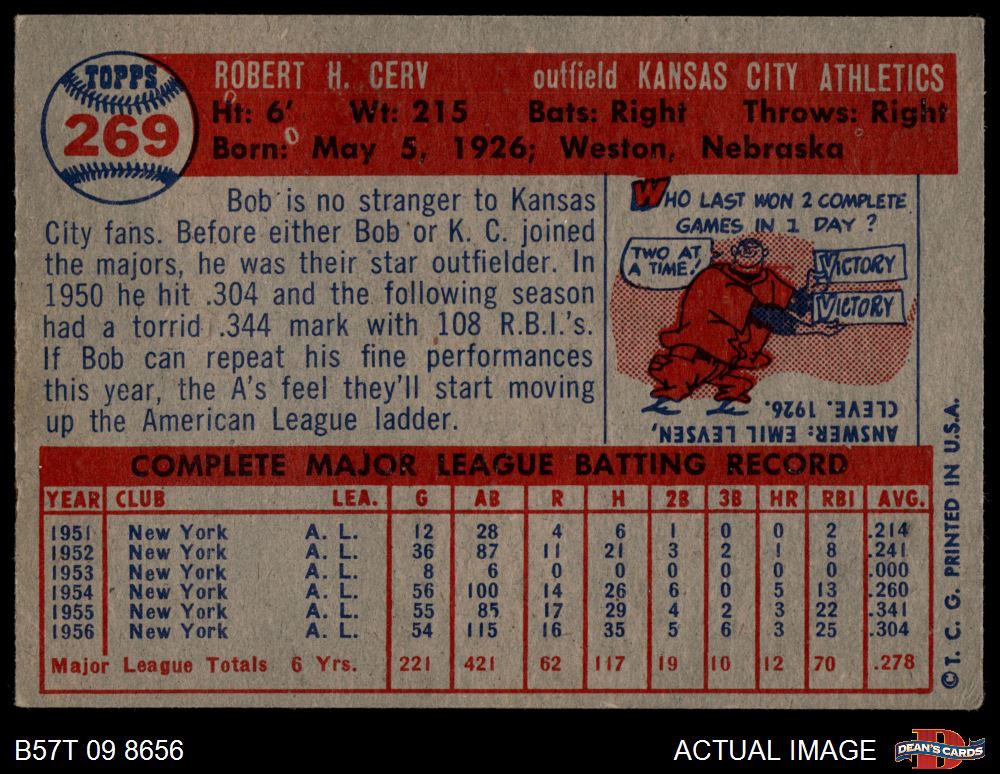 TOPPS
269
ROBERT H. CERV outfield KANSAS CITY ATHLETICS
Ht: 6' Wt: 215 Bats: Right Throws: Right
Born: May 5, 1926; Weston, Nebraska
Bob is no stranger to Kansas
City fans. Before either Bob or K. C. joined
the majors, he was their star outfielder. In
1950 he hit .304 and the following season
had a torrid .344 mark with 108 R.B.I.'s.
If Bob can repeat his fine performances
this year, the A's feel they'll start moving
up the American League ladder.
WHO LAST WON 2 COMPLETE
GAMES IN 1 DAY?
TWO AT
A TIME!
VICTORY
VICTORY
ANSWER: EMIL LEVSEN,
CLEVE. 1926.
COMPLETE MAJOR LEAGUE BATTING RECORD
YEAR CLUB LEA. G AB R H 2B 3B HR RBI AVG.
1951 New York A. L. 12 28 4 6 1 0 0 2 .214
1952 New York A. L. 36 87 11 21 3 2 1 8 .241
1953 New York A. L. 8 6 0 0 0 0 0 0 .000
1954 New York A. L. 56 100 14 26 6 0 5 13 .260
1955 New York A. L. 55 85 17 29 4 2 3 22 .341
1956 New York A. L. 54 115 16 35 5 6 3 25 .304
Major League Totals 6 Yrs. 221 421 62 117 19 10 12 70 .278
©T. C. G. PRINTED IN U.S.A.
B57T 09 8656
ACTUAL IMAGE
DEAN'S CARDS